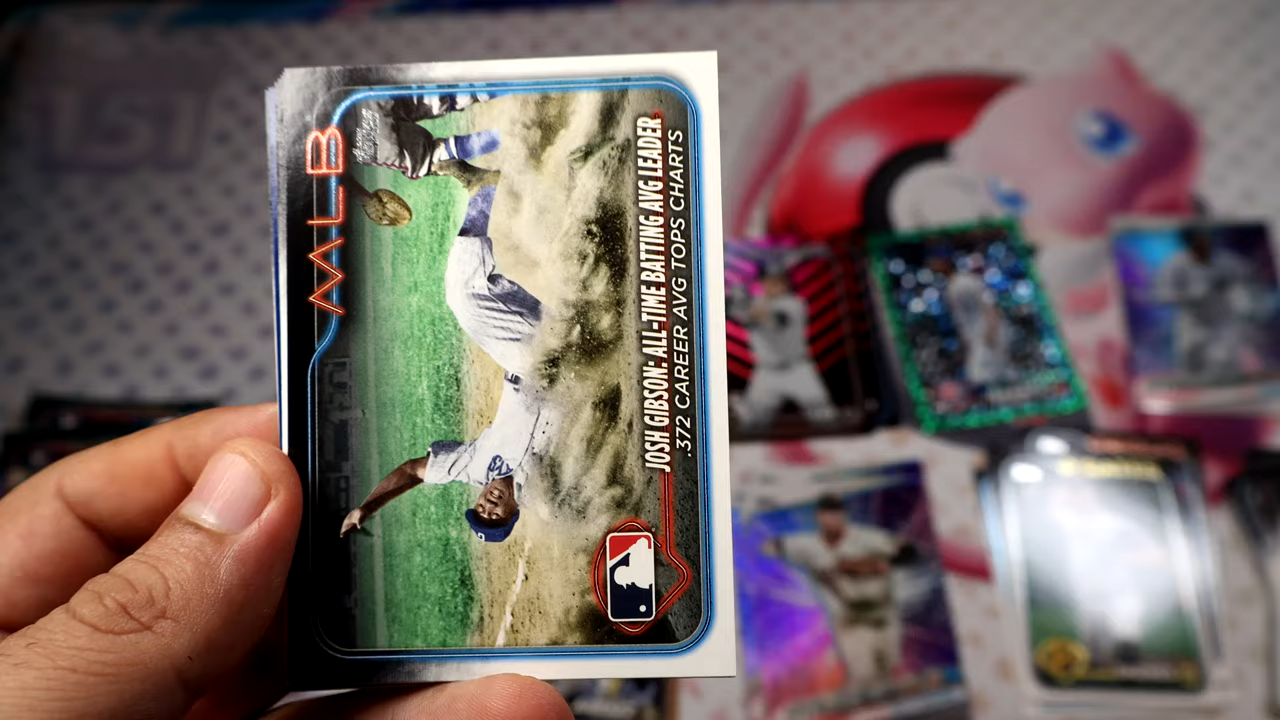 MLB
JOSH GIBSON: ALL-TIME BATTING AVG LEADER
.372 CAREER AVG TOPS CHARTS